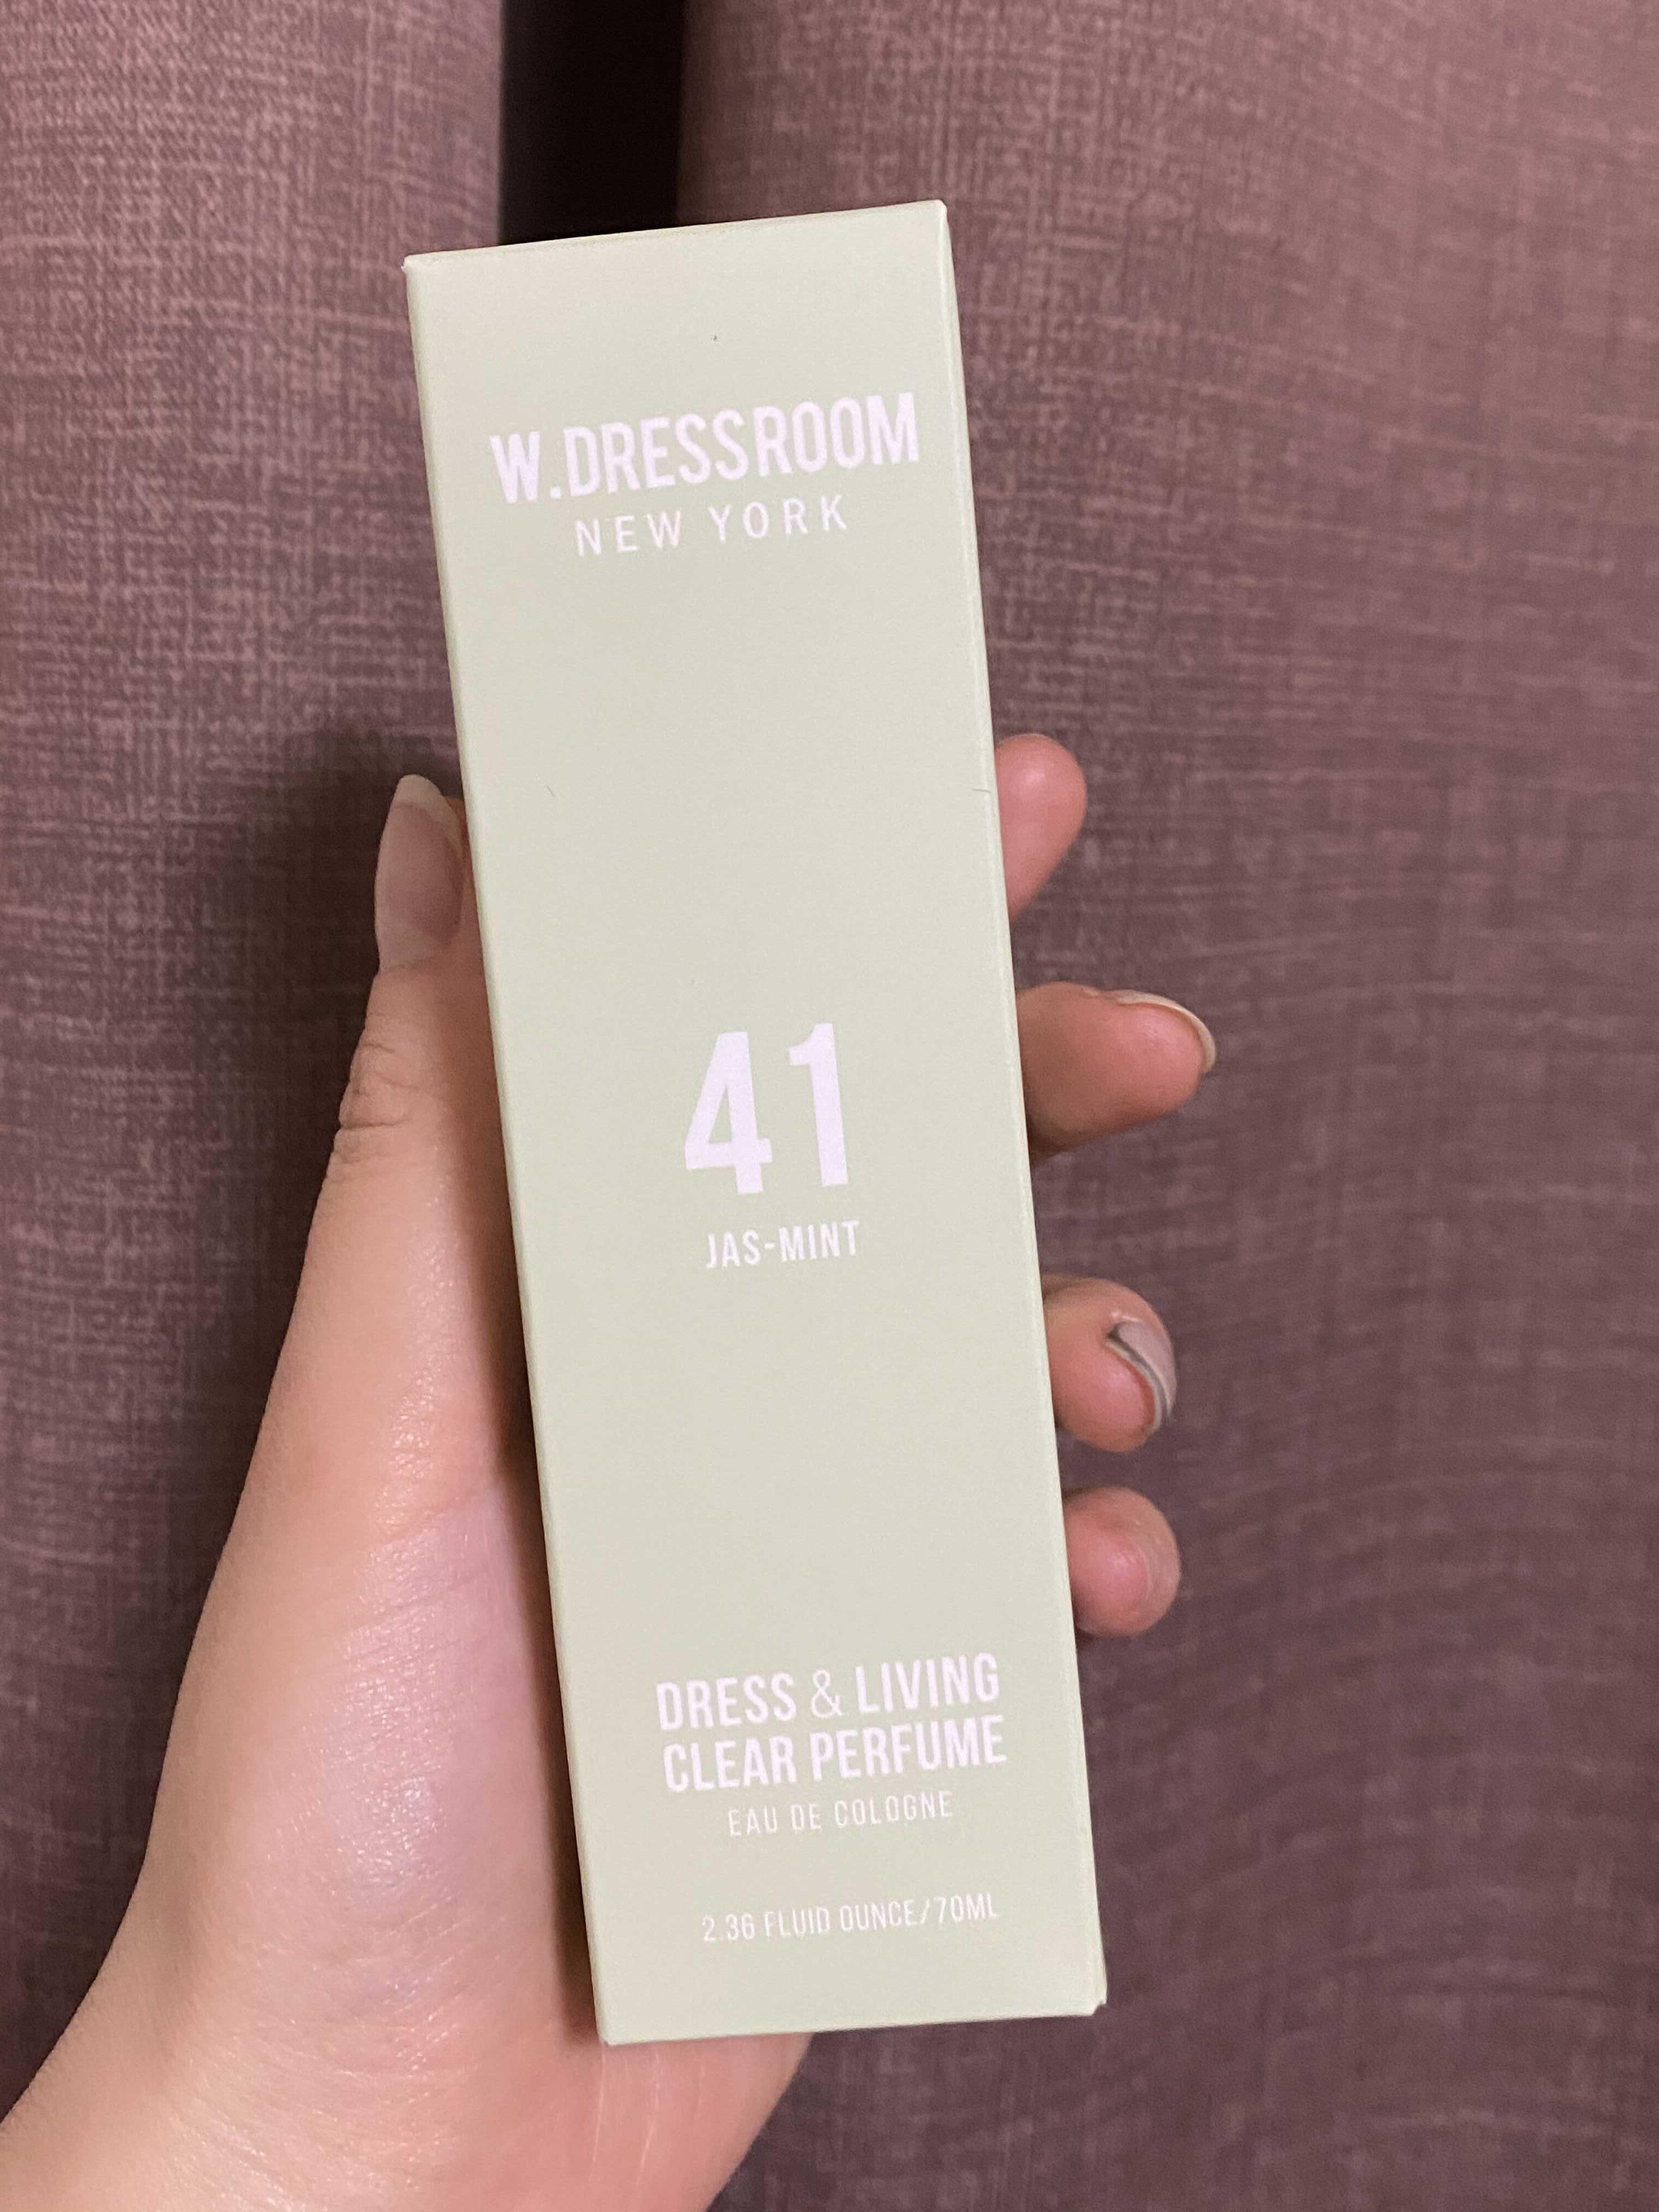 W.DRESSROOM
NEW YORK
41
JAS-MINT
DRESS & LIVING
CLEAR PERFUME
EAU DE COLOGNE
2.36 FLUID OUNCE/70ML